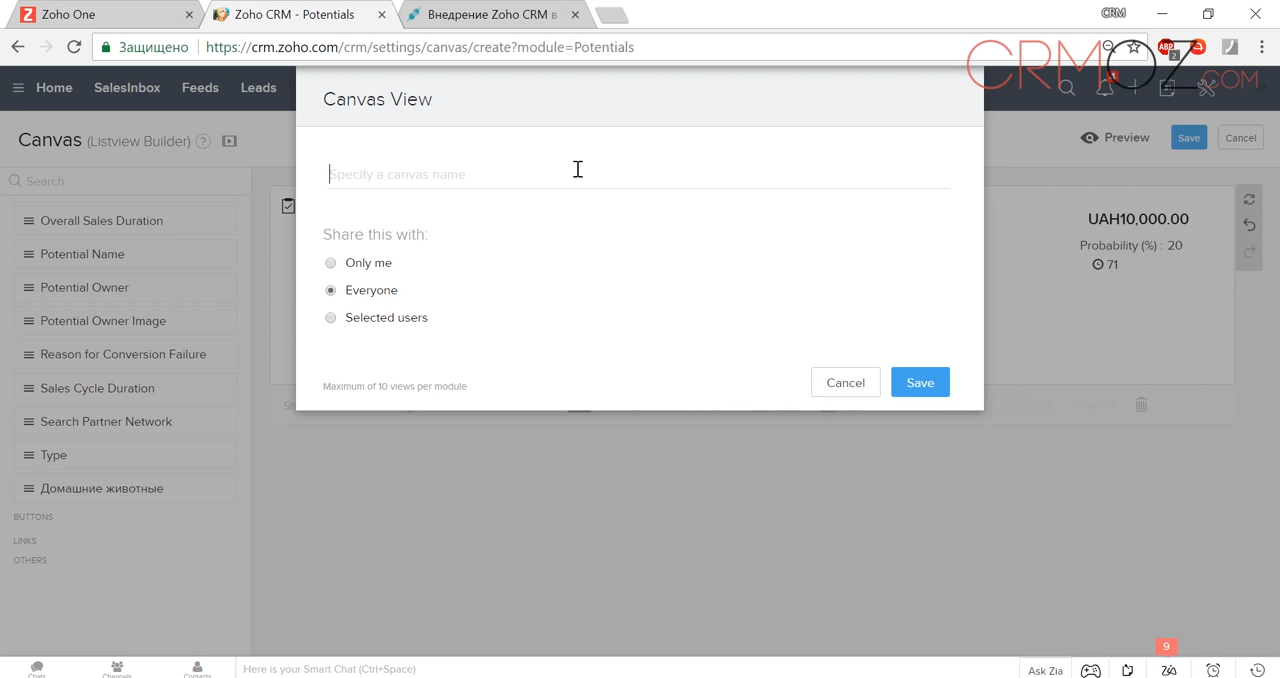 Zoho One
Zoho CRM - Potentials
Внедрение Zoho CRM в
CRM
Защищено
https://crm.zoho.com/crm/settings/canvas/create?module=Potentials
ABP
2
CRMOZ.COM
Home
SalesInbox
Feeds
Leads
Canvas View
Canvas (Listview Builder) ?
Preview
Save
Cancel
Search
Specify a canvas name
Overall Sales Duration
Potential Name
Potential Owner
Potential Owner Image
Reason for Conversion Failure
Sales Cycle Duration
Search Partner Network
Type
Домашние животные
BUTTONS
LINKS
OTHERS
Share this with:
Only me
Everyone
Selected users
Maximum of 10 views per module
Cancel
Save
UAH10,000.00
Probability (%) : 20
71
9
Chats
Channels
Contacts
Here is your Smart Chat (Ctrl+Space)
Ask Zia